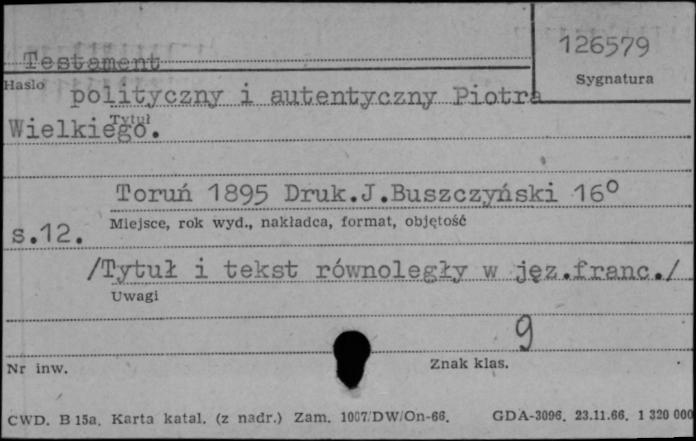 Testament
126579
Hasło
Sygnatura
polityczny i autentyczny Piotra
Tytuł
Wielkiego.
Toruń 1895 Druk.J.Buszczyński 16°
Miejsce, rok wyd., nakładca, format, objętość
s.12.
/Tytuł i tekst równoległy w jęz.franc./
Uwagi
9
Nr inw.
Znak klas.
CWD. B 15a. Karta katal. (z nadr.) Zam. 1007/DW/On-66. GDA-3096. 23.11.66. 1 320 000